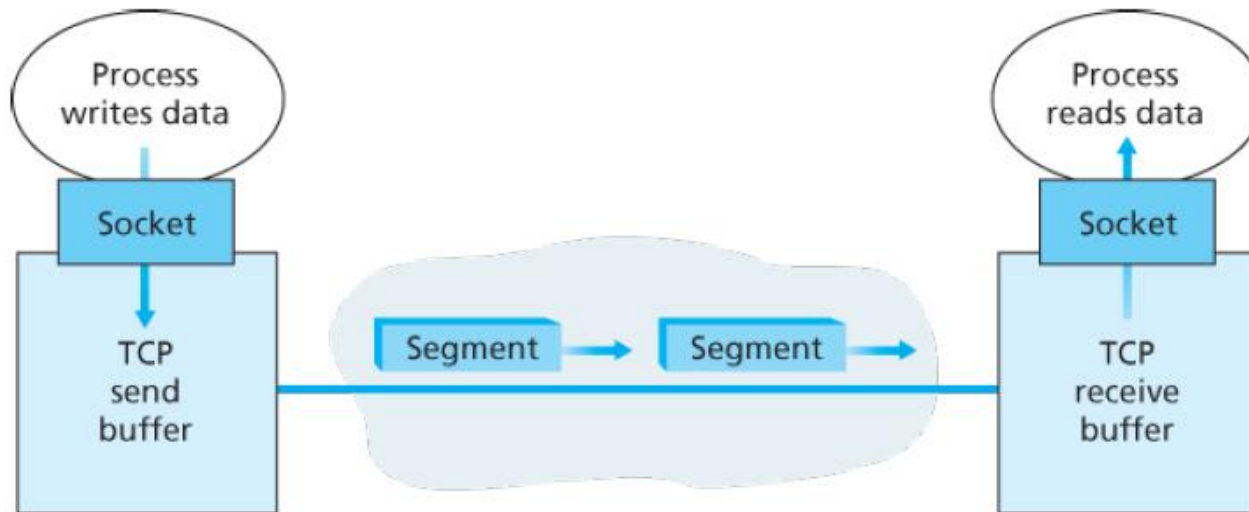 Process
writes data
Socket
TCP
send
buffer
Segment
Segment
Process
reads data
Socket
TCP
receive
buffer